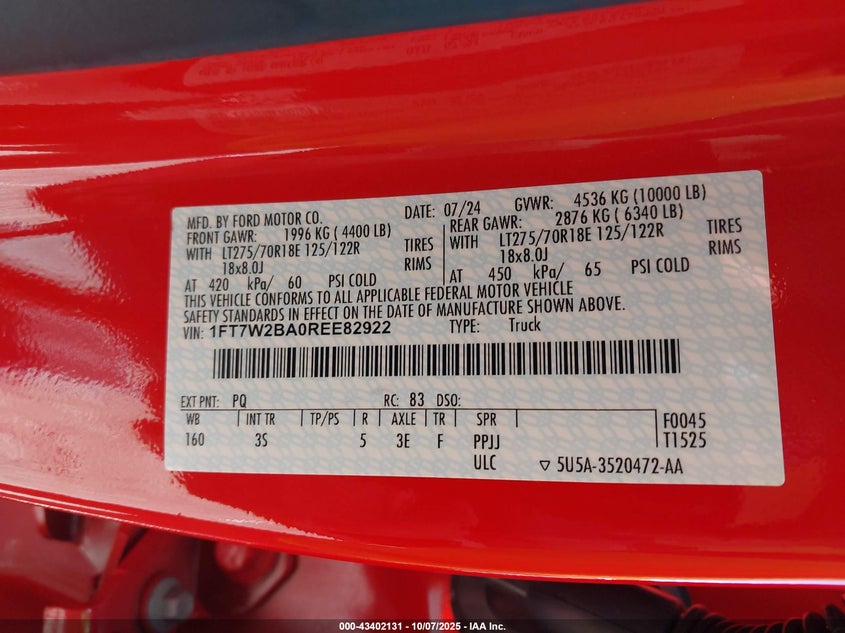 MFD. BY FORD MOTOR CO. DATE: 07/24 GVWR: 4536 KG (10000 LB)
FRONT GAWR: 1996 KG ( 4400 LB) REAR GAWR: 2876 KG ( 6340 LB)
WITH LT275/70R18E 125/122R TIRES WITH LT275/70R18E 125/122R TIRES
18x8.0J RIMS 18x8.0J RIMS
AT 420 kPa/ 60 PSI COLD AT 450 kPa/ 65 PSI COLD
THIS VEHICLE CONFORMS TO ALL APPLICABLE FEDERAL MOTOR VEHICLE
SAFETY STANDARDS IN EFFECT ON THE DATE OF MANUFACTURE SHOWN ABOVE.
VIN: 1FT7W2BA0REE82922 TYPE: Truck
EXT PNT: PQ RC: 83 DSO:
WB INT TR TP/PS R AXLE TR SPR F0045
160 3S 5 3E F PPJJ T1525
ULC ▽ 5U5A-3520472-AA
000-43402131 - 10/07/2025 - IAA Inc.